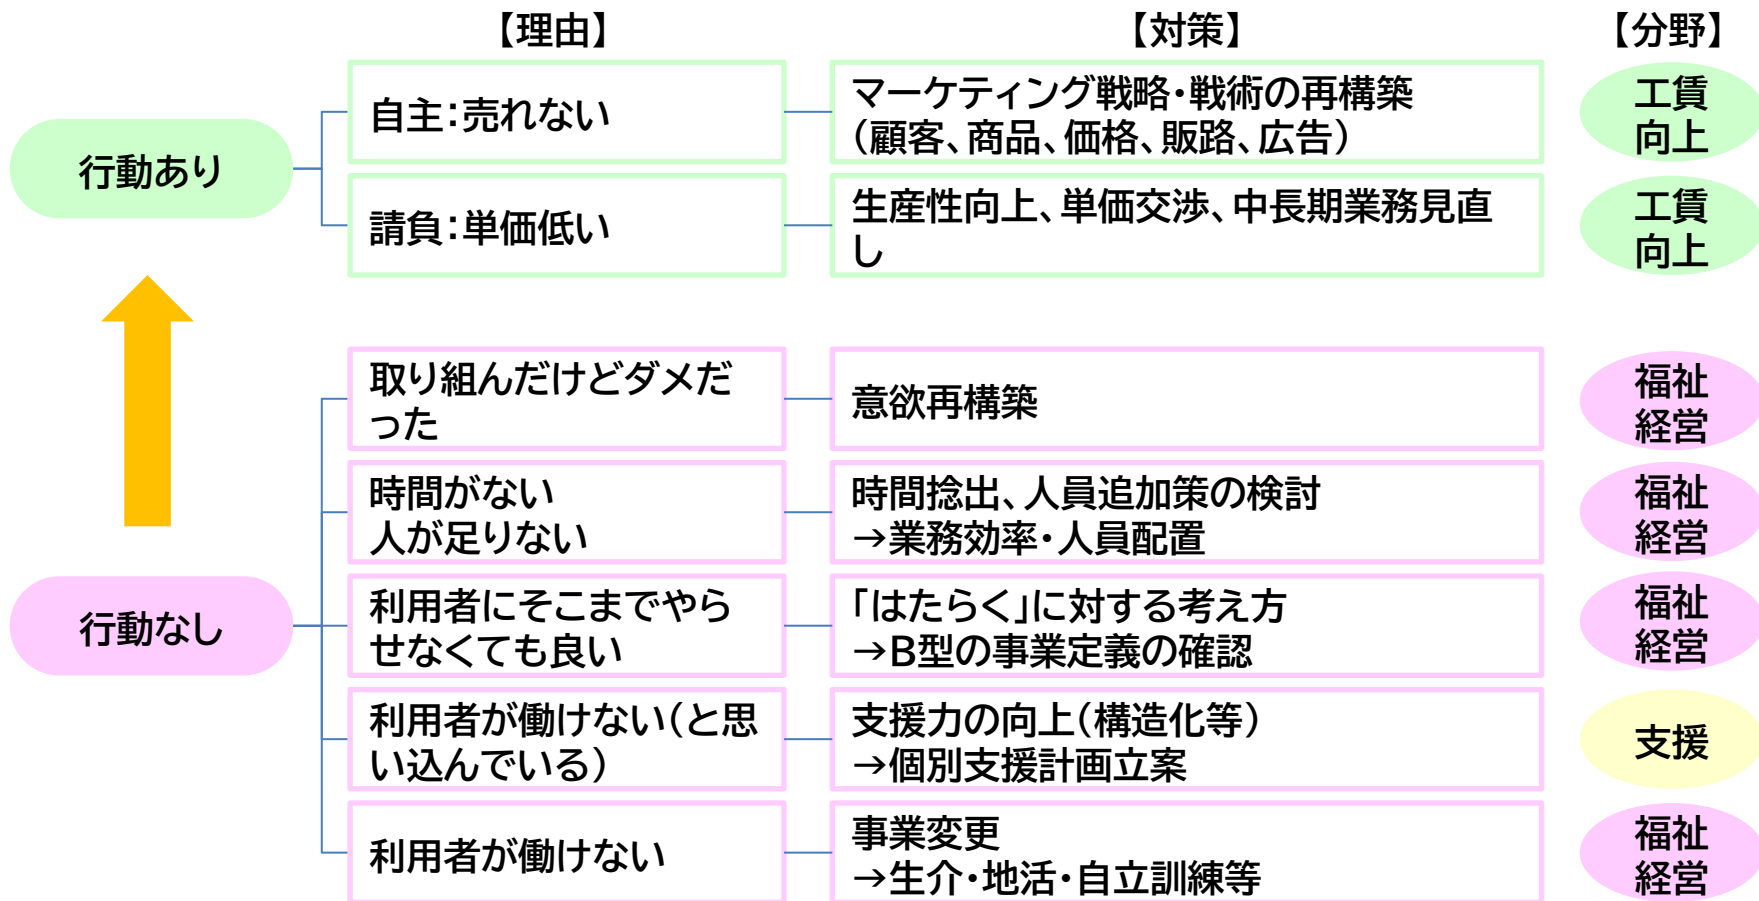 【理由】
【対策】
【分野】
行動あり
自主：売れない
マーケティング戦略・戦術の再構築
（顧客、商品、価格、販路、広告）
工賃
向上
請負：単価低い
生産性向上、単価交渉、中長期業務見直
し
工賃
向上
行動なし
取り組んだけどダメだ
った
意欲再構築
福祉
経営
時間がない
人が足りない
時間捻出、人員追加策の検討
→業務効率・人員配置
福祉
経営
利用者にそこまでやら
せなくても良い
「はたらく」に対する考え方
→B型の事業定義の確認
福祉
経営
利用者が働けない（と思
い込んでいる）
支援力の向上（構造化等）
→個別支援計画立案
支援
利用者が働けない
事業変更
→生介・地活・自立訓練等
福祉
経営